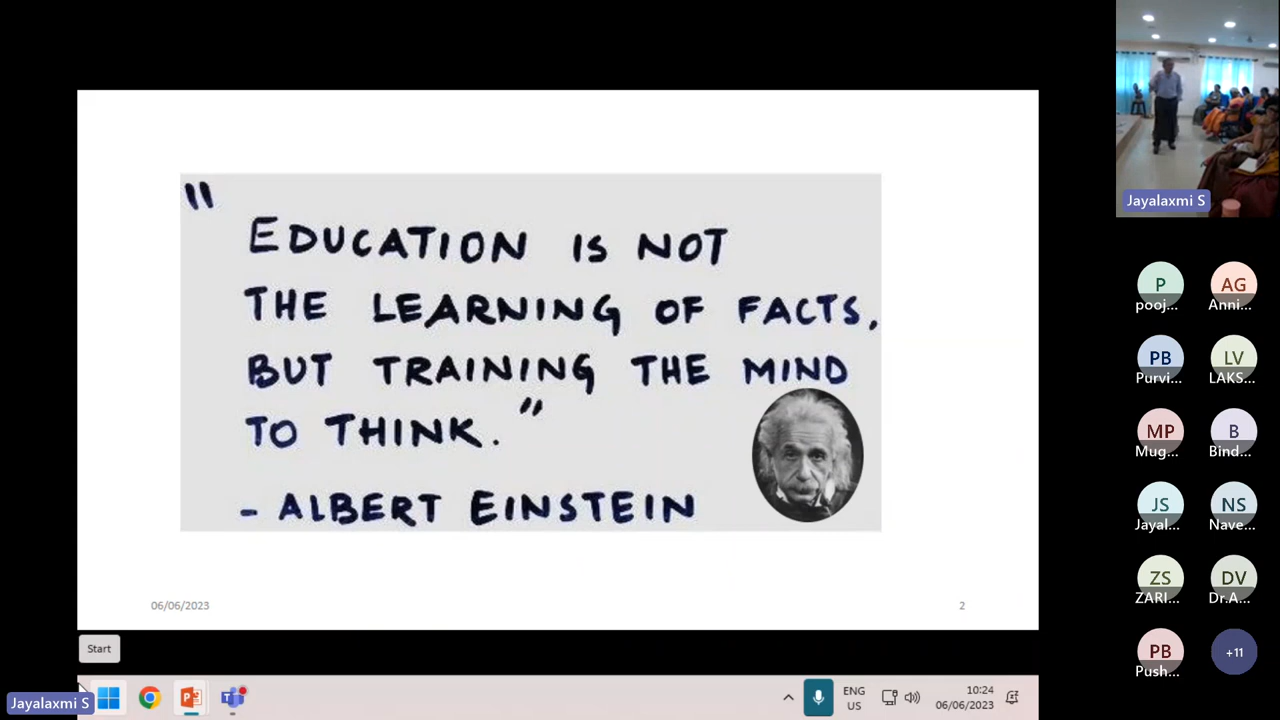 "
EDUCATION IS NOT
THE LEARNING OF FACTS,
BUT TRAINING THE MIND
TO THINK."
- ALBERT EINSTEIN
06/06/2023
2
Start
Jayalaxmi S
ENG
US
10:24
06/06/2023
Jayalaxmi S
P
pooj...
AG
Anni...
PB
Purvi...
LV
LAKS...
MP
Mug...
B
Bind...
JS
Jayal...
NS
Nave...
ZS
ZARI...
DV
Dr.A...
PB
Push...
+11